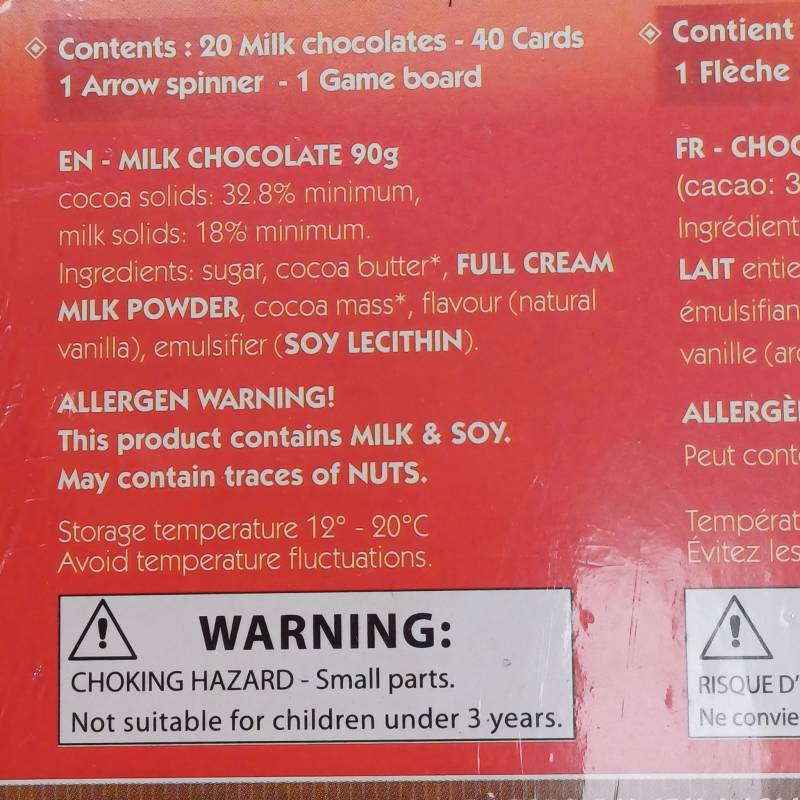 Contents : 20 Milk chocolates - 40 Cards
1 Arrow spinner - 1 Game board
EN - MILK CHOCOLATE 90g
cocoa solids: 32.8% minimum,
milk solids: 18% minimum.
Ingredients: sugar, cocoa butter*, FULL CREAM
MILK POWDER, cocoa mass*, flavour (natural
vanilla), emulsifier (SOY LECITHIN).
ALLERGEN WARNING!
This product contains MILK & SOY.
May contain traces of NUTS.
Storage temperature 12° - 20°C
Avoid temperature fluctuations.
WARNING:
CHOKING HAZARD - Small parts.
Not suitable for children under 3 years.
Contient
1 Flèche
FR - CHOC
(cacao: 3
Ingrédient
LAIT entie
émulsifian
vanille (aro
ALLERGÈ
Peut cont
Températ
Évitez les
RISQUE D'
Ne convie